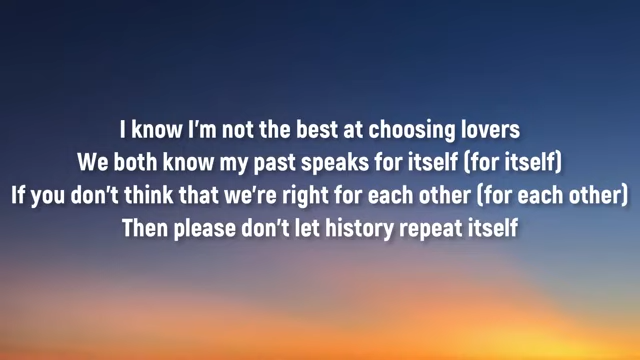 I know I'm not the best at choosing lovers
We both know my past speaks for itself (for itself)
If you don't think that we're right for each other (for each other)
Then please don't let history repeat itself